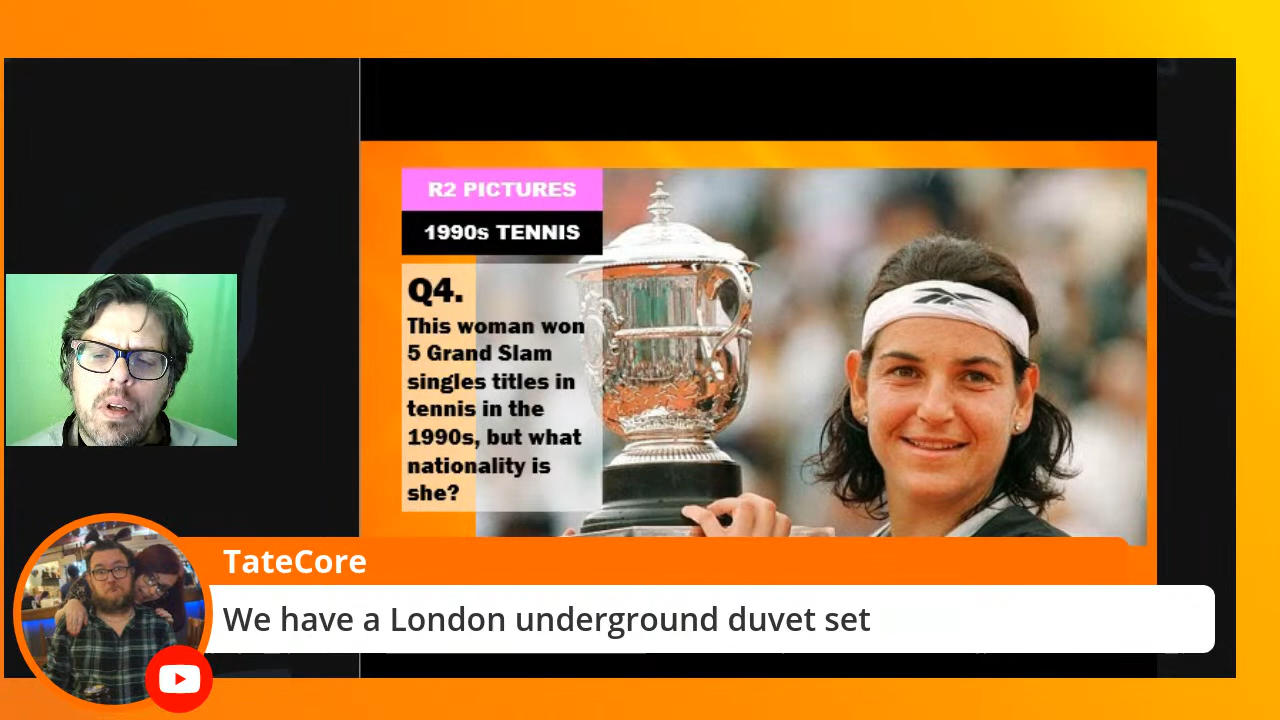 R2 PICTURES
1990s TENNIS
Q4.
This woman won
5 Grand Slam
singles titles in
tennis in the
1990s, but what
nationality is
she?
TateCore
We have a London underground duvet set